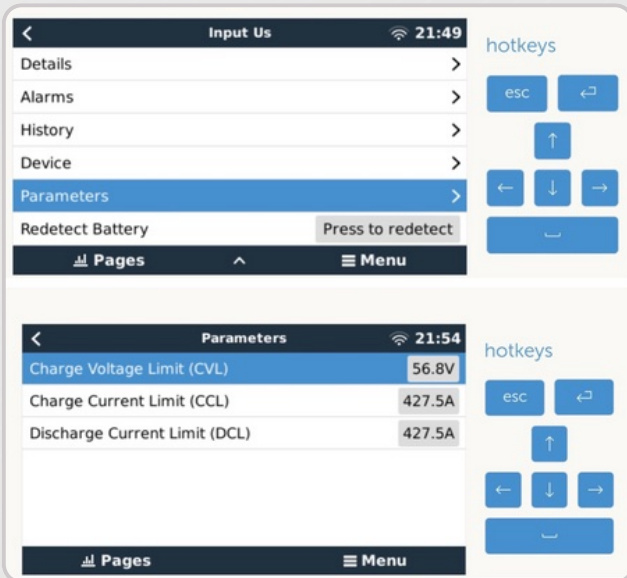 Input Us 21:49
Details
Alarms
History
Device
Parameters
Redetect Battery Press to redetect
Pages Menu
hotkeys
esc
Parameters 21:54
Charge Voltage Limit (CVL) 56.8V
Charge Current Limit (CCL) 427.5A
Discharge Current Limit (DCL) 427.5A
Pages Menu
hotkeys
esc